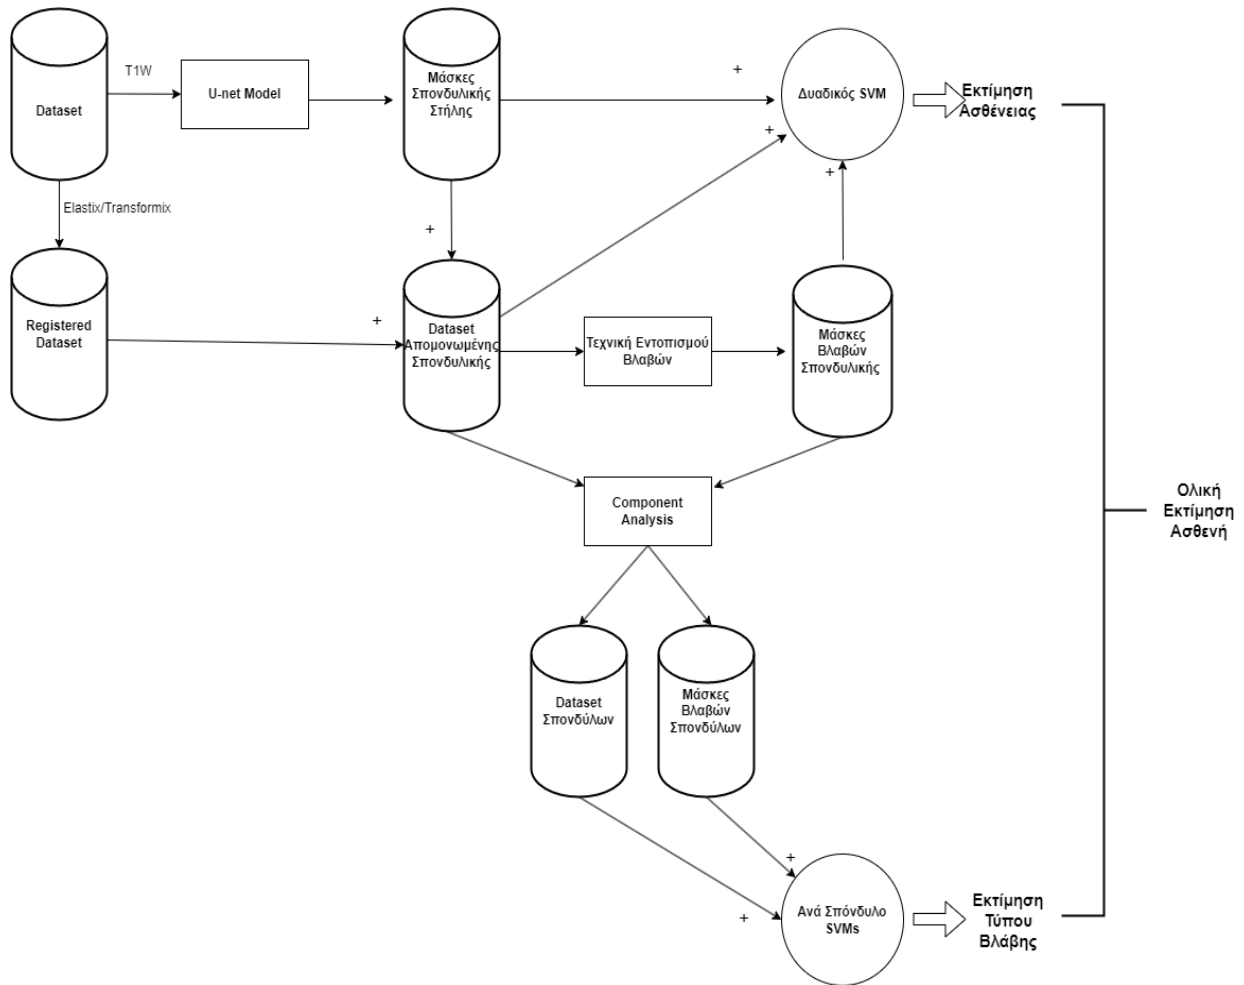 T1W
Dataset
U-net Model
Μάσκες
Σπονδυλικής
Στήλης
+
+
Δυαδικός SVM
Εκτίμηση
Ασθένειας
Elastix/Transformix
+
+
Registered
Dataset
+
Dataset
Απομονωμένης
Σπονδυλικής
Τεχνική Εντοπισμού
Βλαβών
Μάσκες
Βλαβών
Σπονδυλικής
Component
Analysis
Ολική
Εκτίμηση
Ασθενή
Dataset
Σπονδύλων
Μάσκες
Βλαβών
Σπονδύλων
+
+
Ανά Σπόνδυλο
SVMs
Εκτίμηση
Τύπου
Βλάβης